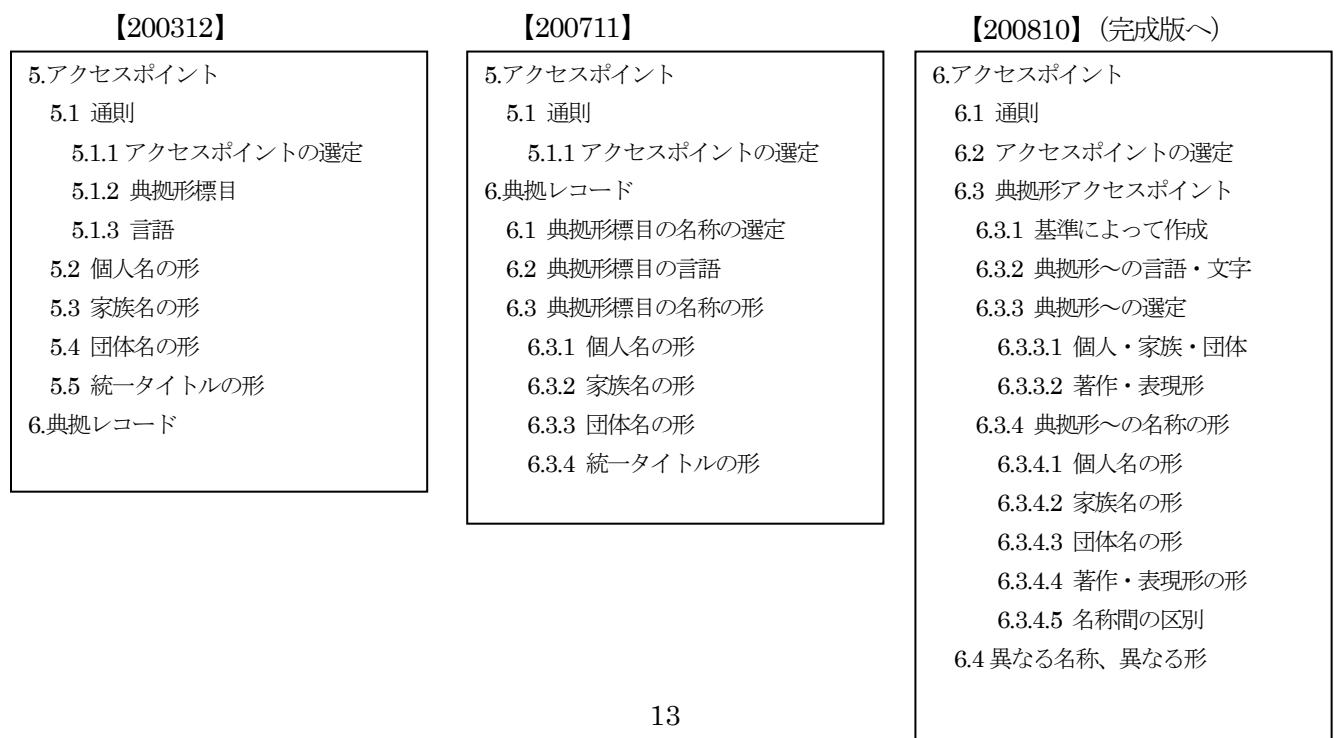 【200312】
5.アクセスポイント
5.1 通則
5.1.1 アクセスポイントの選定
5.1.2 典拠形標目
5.1.3 言語
5.2 個人名の形
5.3 家族名の形
5.4 団体名の形
5.5 統一タイトルの形
6.典拠レコード
【200711】
5.アクセスポイント
5.1 通則
5.1.1 アクセスポイントの選定
6.典拠レコード
6.1 典拠形標目の名称の選定
6.2 典拠形標目の言語
6.3 典拠形標目の名称の形
6.3.1 個人名の形
6.3.2 家族名の形
6.3.3 団体名の形
6.3.4 統一タイトルの形
【200810】(完成版へ)
6.アクセスポイント
6.1 通則
6.2 アクセスポイントの選定
6.3 典拠形アクセスポイント
6.3.1 基準によって作成
6.3.2 典拠形~の言語・文字
6.3.3 典拠形~の選定
6.3.3.1 個人・家族・団体
6.3.3.2 著作・表現形
6.3.4 典拠形~の名称の形
6.3.4.1 個人名の形
6.3.4.2 家族名の形
6.3.4.3 団体名の形
6.3.4.4 著作・表現形の形
6.3.4.5 名称間の区別
6.4 異なる名称、異なる形
13